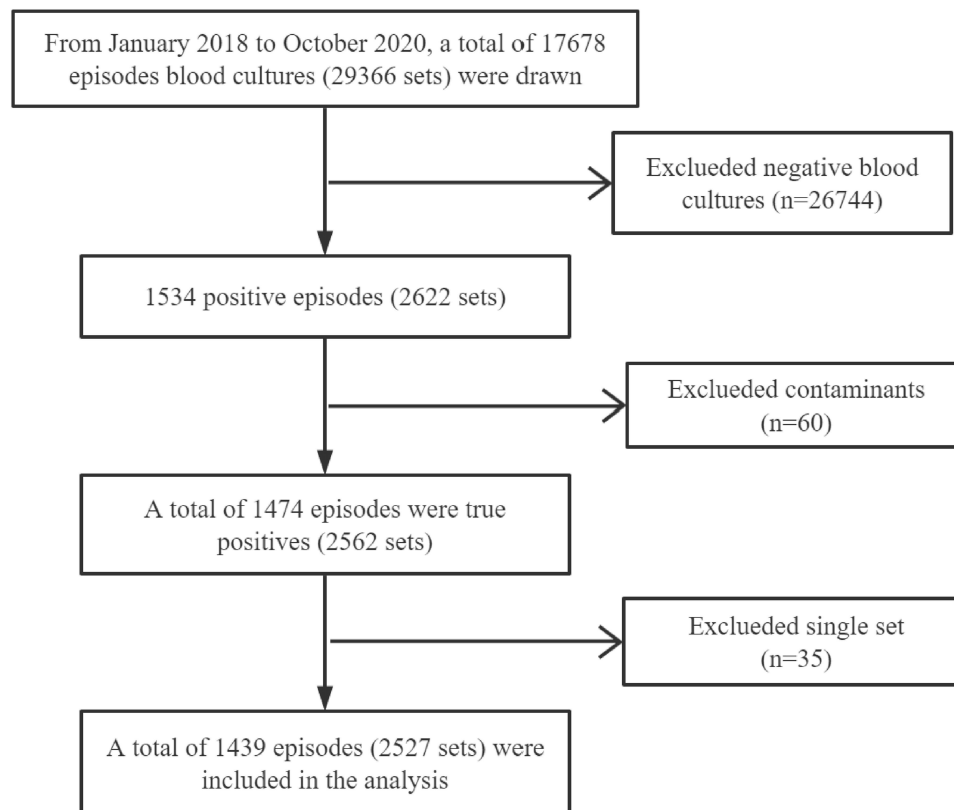 From January 2018 to October 2020, a total of 17678
episodes blood cultures (29366 sets) were drawn
Exclueded negative blood
cultures (n=26744)
1534 positive episodes (2622 sets)
Exclueded contaminants
(n=60)
A total of 1474 episodes were true
positives (2562 sets)
Exclueded single set
(n=35)
A total of 1439 episodes (2527 sets) were
included in the analysis